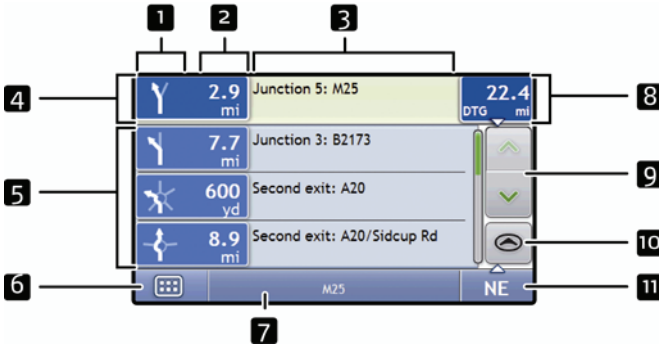 1
2
3
4
2.9
mi
Junction 5: M25
22.4
DTG mi
8
5
7.7
mi
Junction 3: B2173
9
600
yd
Second exit: A20
8.9
mi
Second exit: A20/Sidcup Rd
10
6
M25
NE
11
7